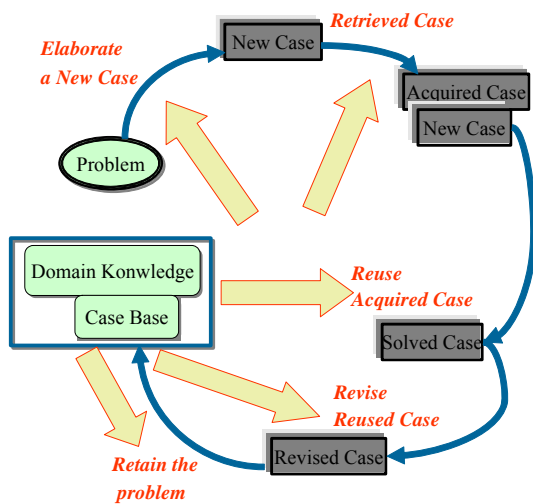 Retrieved Case
New Case
Elaborate
a New Case
Acquired Case
New Case
Problem
Domain Konwledge
Case Base
Reuse
Acquired Case
Solved Case
Revise
Reused Case
Revised Case
Retain the
problem